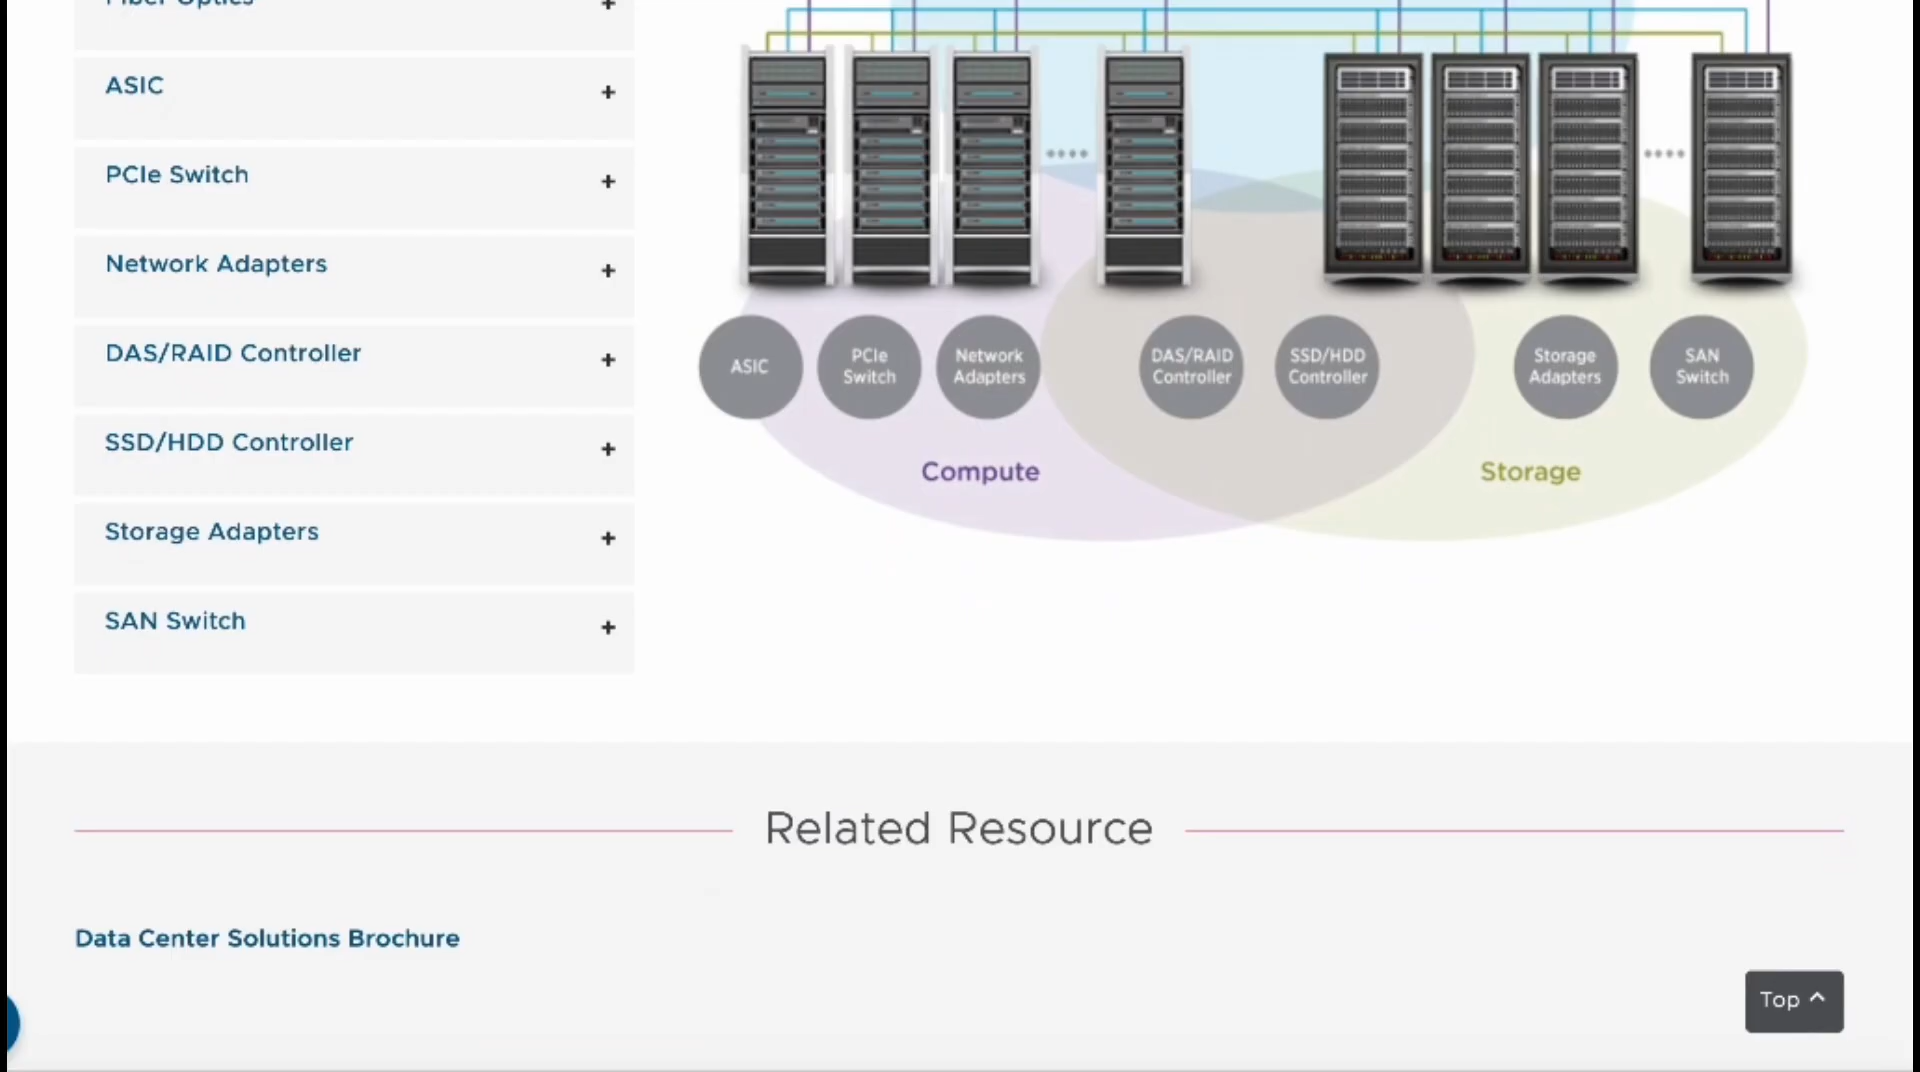 Fiber Optics
ASIC
PCIe Switch
Network Adapters
DAS/RAID Controller
SSD/HDD Controller
Storage Adapters
SAN Switch
ASIC
PCIe
Switch
Network
Adapters
DAS/RAID
Controller
SSD/HDD
Controller
Storage
Adapters
SAN
Switch
Compute
Storage
Related Resource
Data Center Solutions Brochure
Top